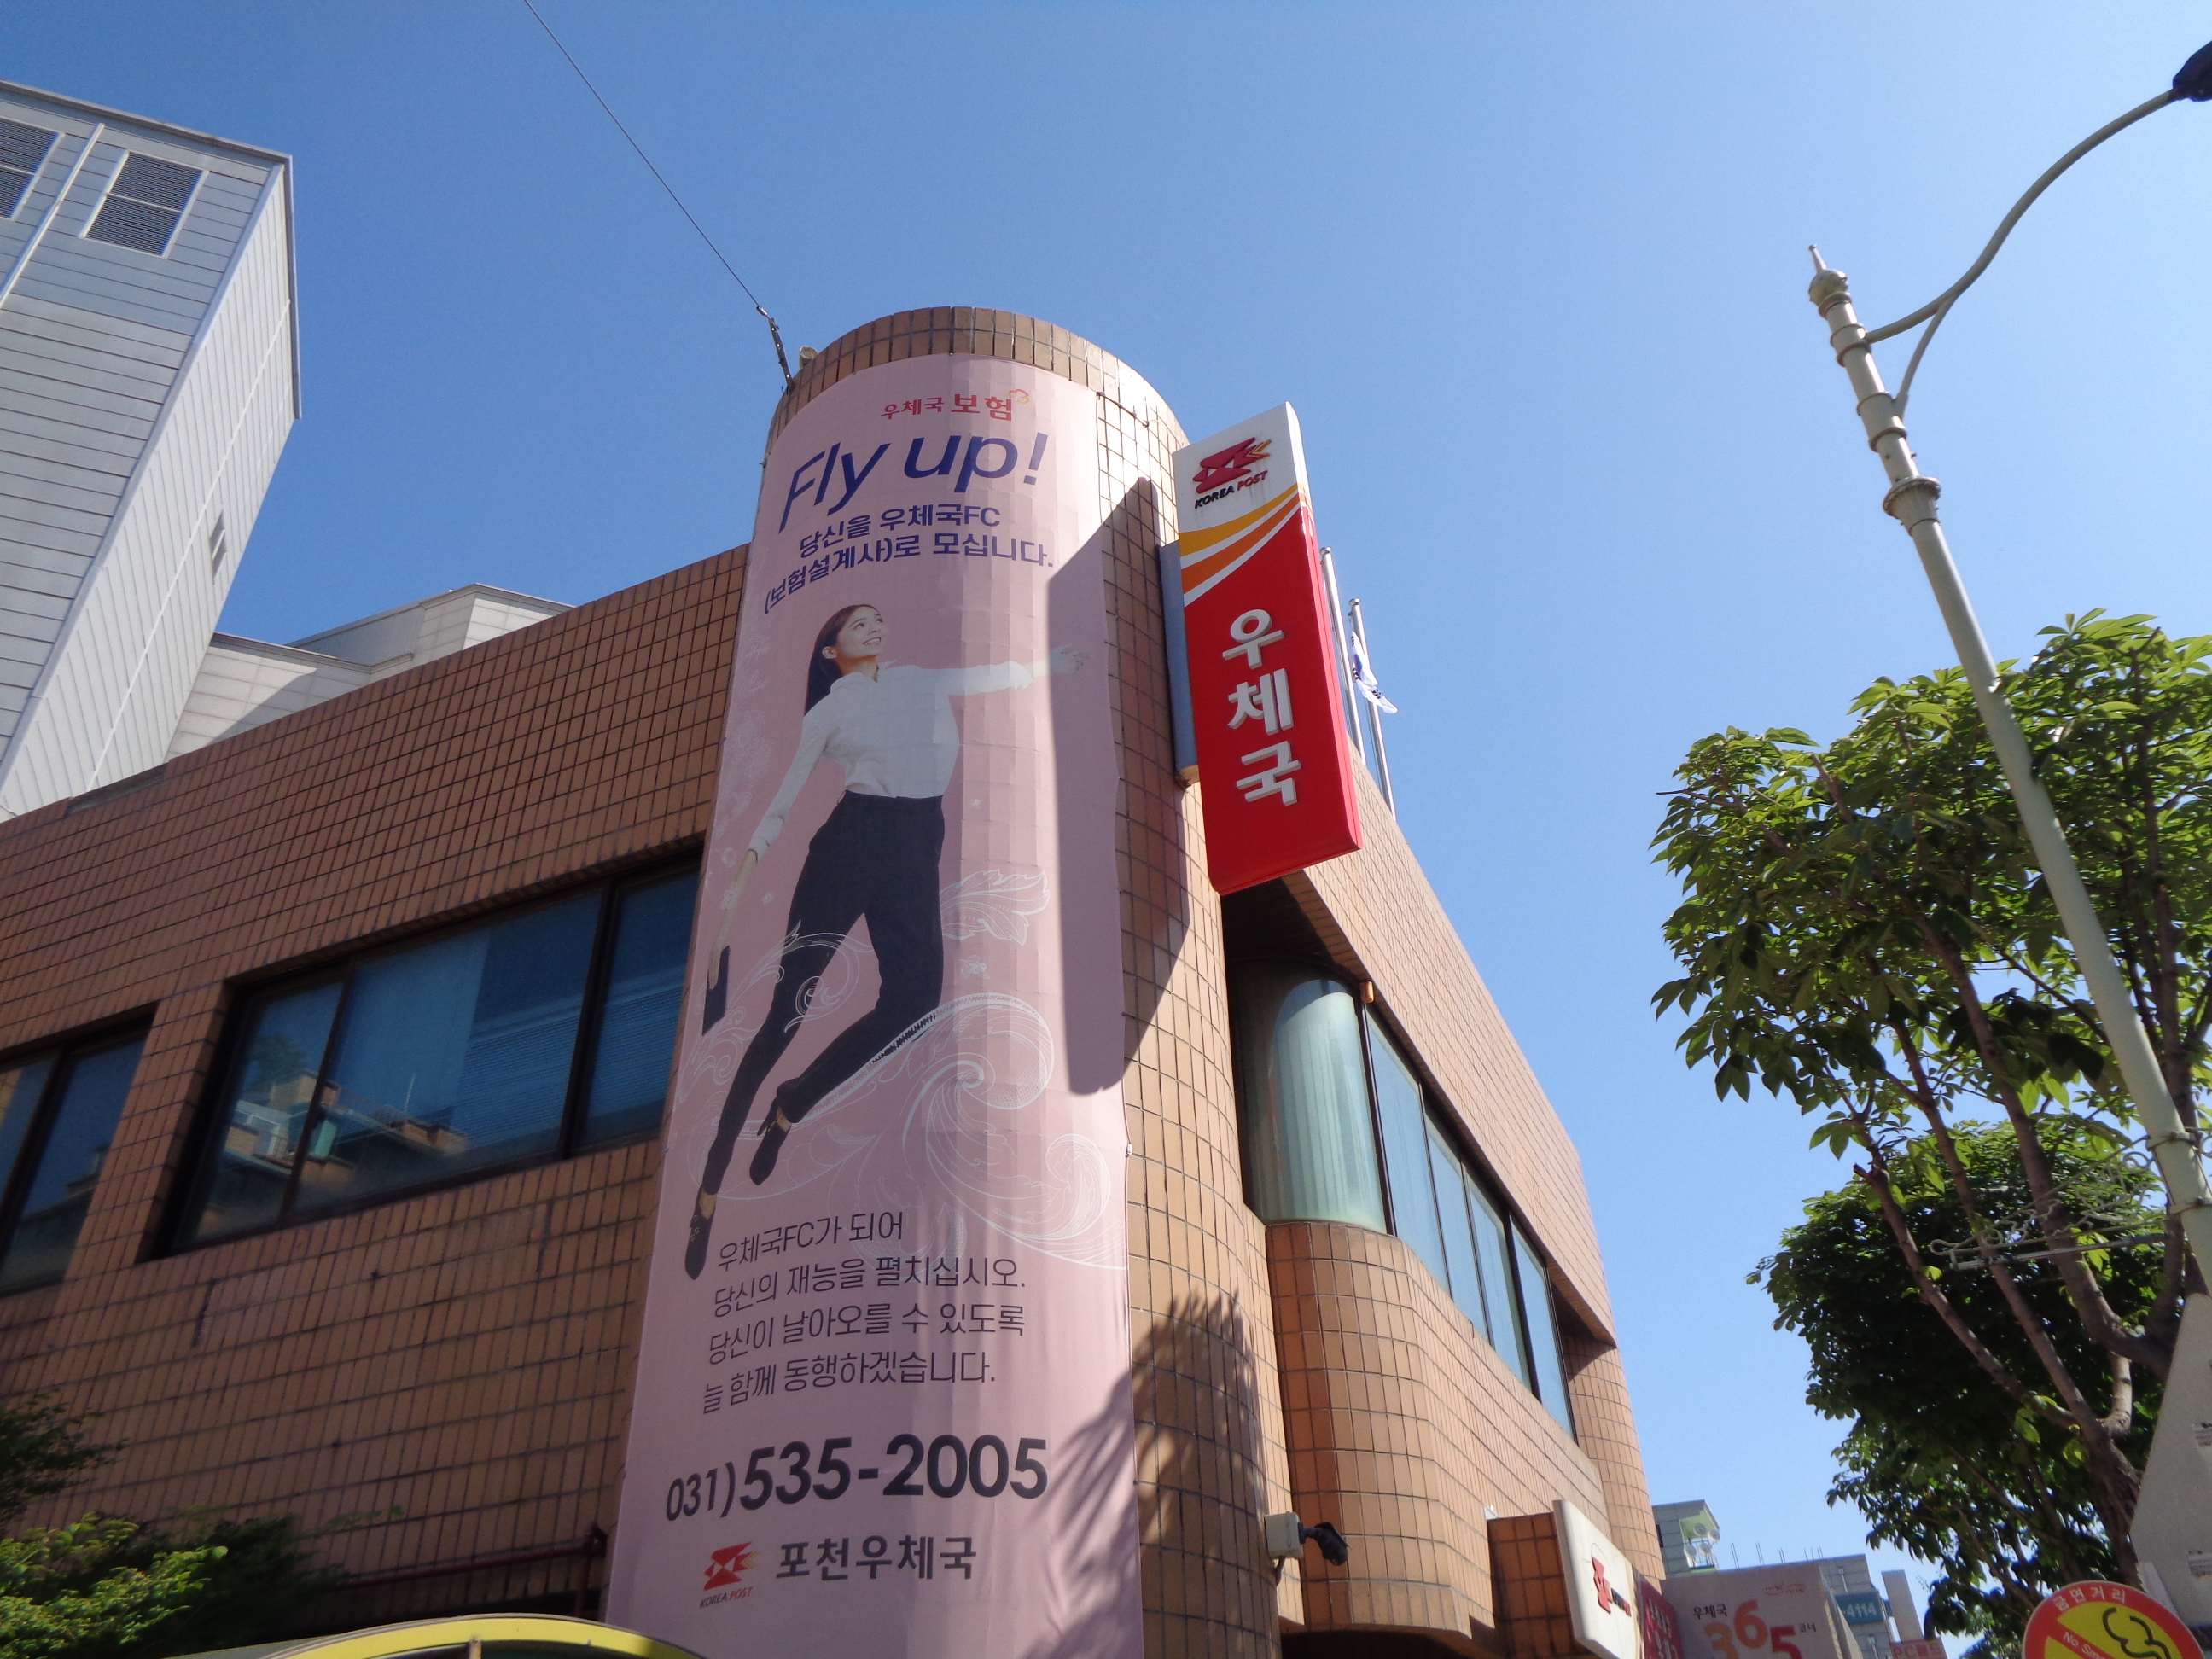 우체국 보험
Fly up!
당신을 우체국FC
(보험설계사)로 모십니다.
우체국FC가 되어
당신의 재능을 펼치십시오.
당신이 날아오를 수 있도록
늘 함께 동행하겠습니다.
031)535-2005
KOREA POST
포천우체국
KOREA POST
우체국
우체국
365
코너
4114
금연거리